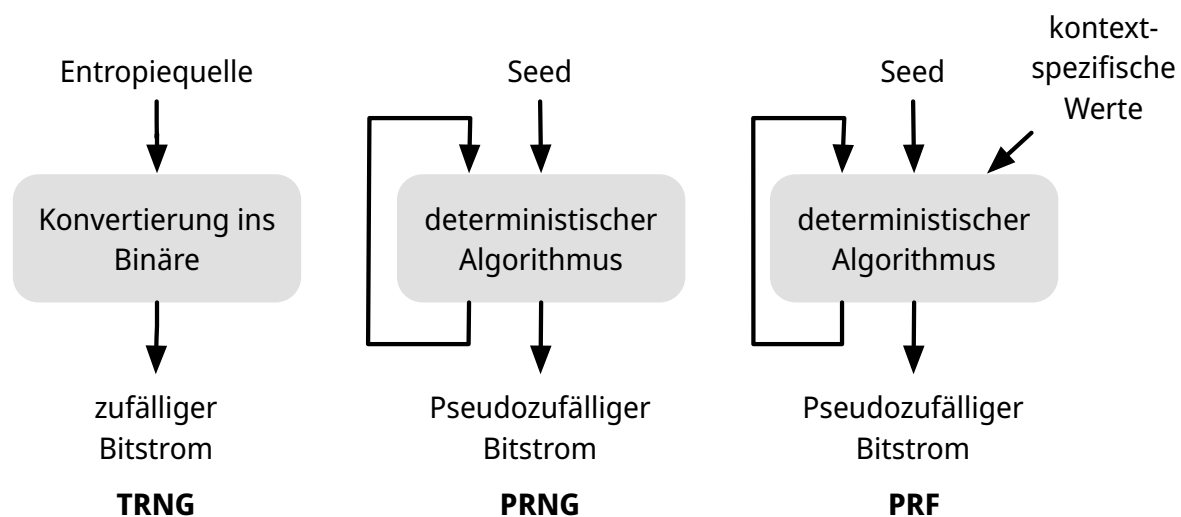 Entropiequelle
Konvertierung ins
Binäre
zufälliger
Bitstrom
TRNG
Seed
deterministischer
Algorithmus
Pseudozufälliger
Bitstrom
PRNG
Seed
kontext-
spezifische
Werte
deterministischer
Algorithmus
Pseudozufälliger
Bitstrom
PRF